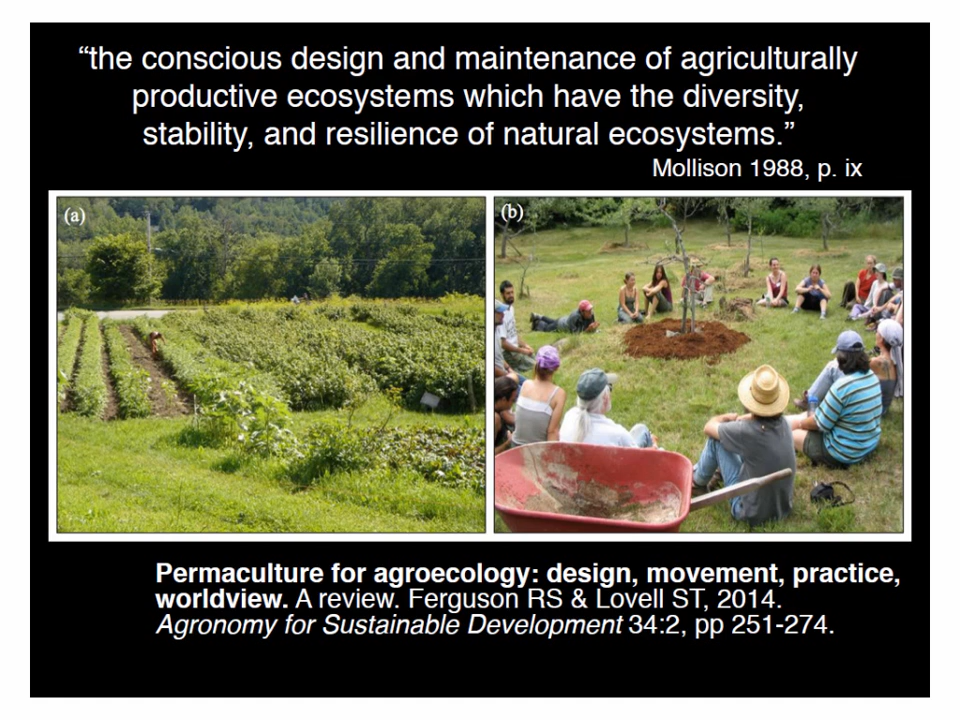 “the conscious design and maintenance of agriculturally
productive ecosystems which have the diversity,
stability, and resilience of natural ecosystems.”
Mollison 1988, p. ix
(a)
(b)
Permaculture for agroecology: design, movement, practice,
worldview. A review. Ferguson RS & Lovell ST, 2014.
Agronomy for Sustainable Development 34:2, pp 251-274.